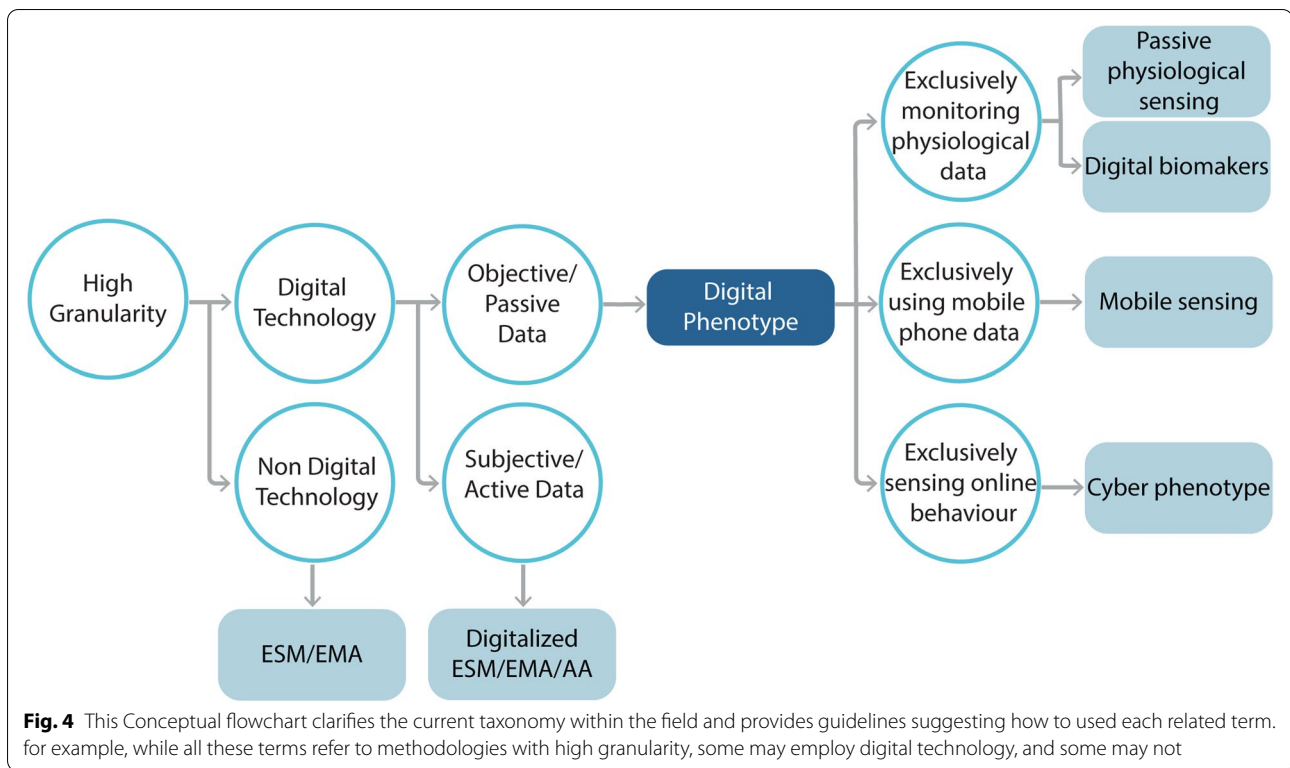 High
Granularity
Digital
Technology
Non Digital
Technology
ESM/EMA
Objective/
Passive
Data
Subjective/
Active Data
Digitalized
ESM/EMA/AA
Digital
Phenotype
Exclusively
monitoring
physiological
data
Passive
physiological
sensing
Digital biomakers
Exclusively
using mobile
phone data
Mobile sensing
Exclusively
sensing online
behaviour
Cyber phenotype
Fig. 4 This Conceptual flowchart clarifies the current taxonomy within the field and provides guidelines suggesting how to used each related term.
for example, while all these terms refer to methodologies with high granularity, some may employ digital technology, and some may not